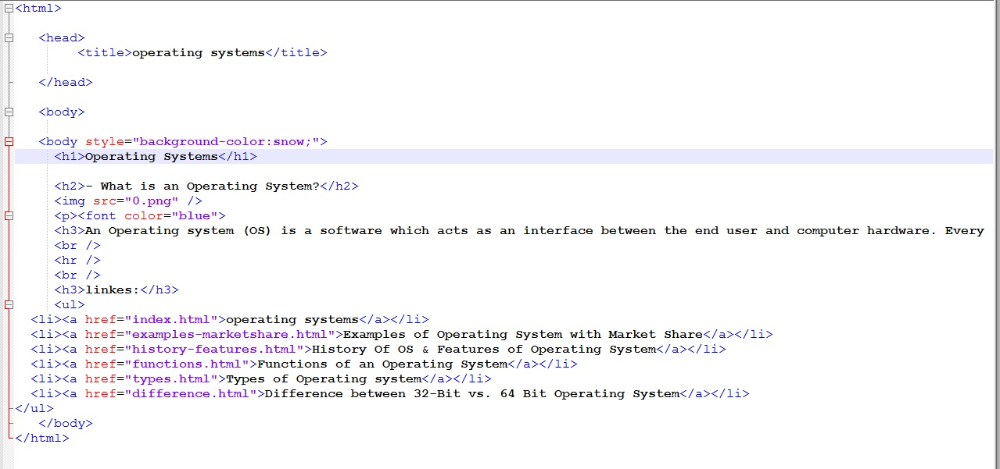 <html>
<head>
<title>operating systems</title>
</head>
<body>
<body style="background-color:snow;">
<h1>Operating Systems</h1>
<h2>- What is an Operating System?</h2>
<img src="0.png" />
<p><font color="blue">
<h3>An Operating system (OS) is a software which acts as an interface between the end user and computer hardware. Every
<br />
<hr />
<br />
<h3>linkes:</h3>
<ul>
<li><a href="index.html">operating systems</a></li>
<li><a href="examples-marketshare.html">Examples of Operating System with Market Share</a></li>
<li><a href="history-features.html">History Of OS & Features of Operating System</a></li>
<li><a href="functions.html">Functions of an Operating System</a></li>
<li><a href="types.html">Types of Operating system</a></li>
<li><a href="difference.html">Difference between 32-Bit vs. 64 Bit Operating System</a></li>
</ul>
</body>
</html>